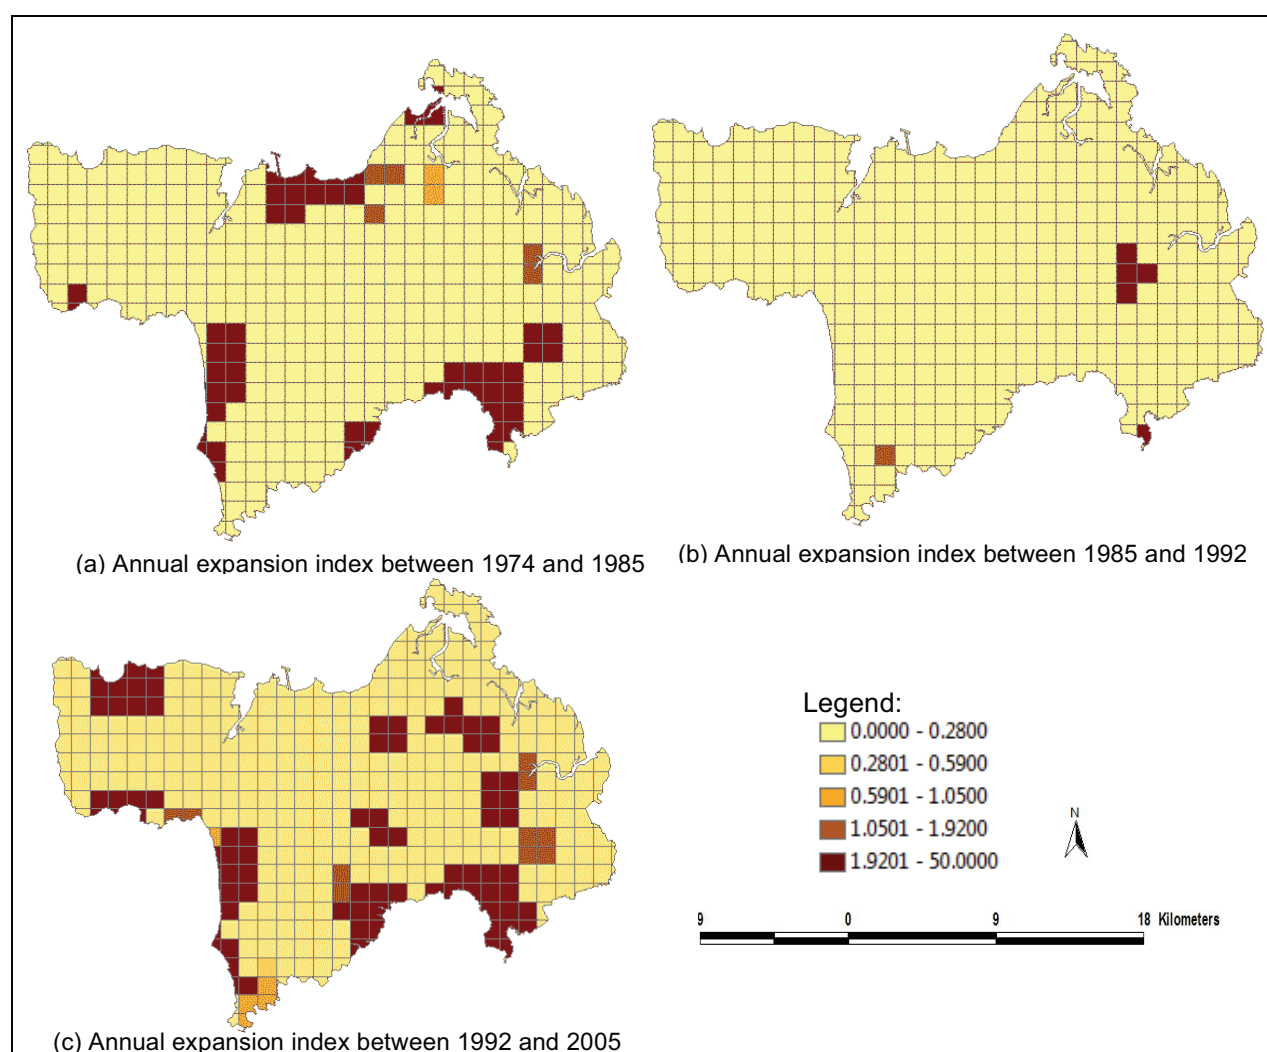 (a) Annual expansion index between 1974 and 1985
(b) Annual expansion index between 1985 and 1992
(c) Annual expansion index between 1992 and 2005
Legend:
0.0000 - 0.2800
0.2801 - 0.5900
0.5901 - 1.0500
1.0501 - 1.9200
1.9201 - 50.0000
N
9 0 9 18 Kilometers